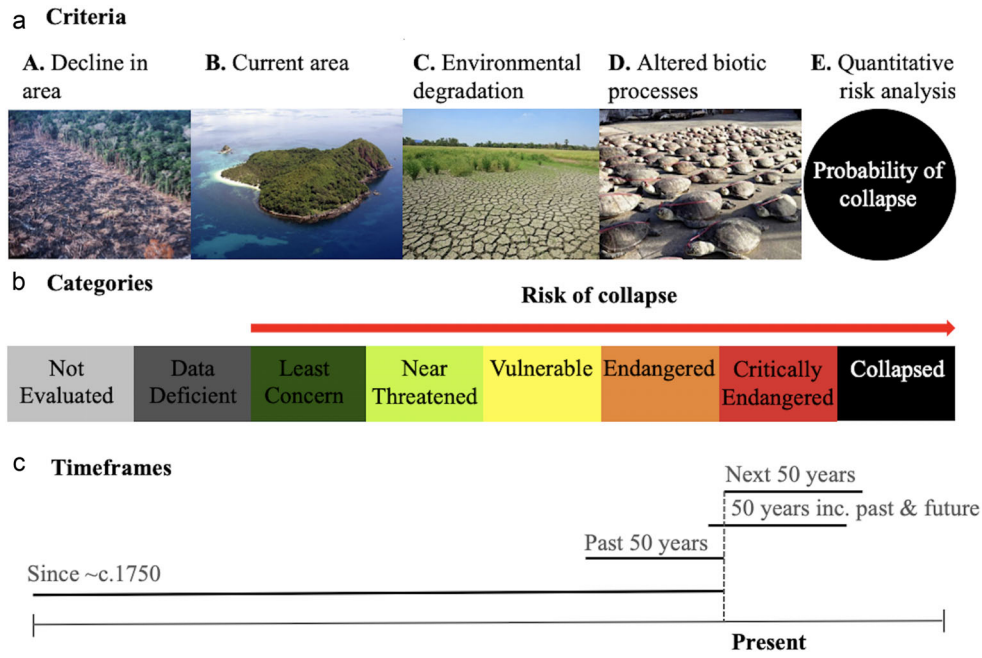 a Criteria
A. Decline in
area
B. Current area
C. Environmental
degradation
D. Altered biotic
processes
E. Quantitative
risk analysis
Probability of
collapse
b Categories
Risk of collapse
Not
Evaluated
Data
Deficient
Least
Concern
Near
Threatened
Vulnerable
Endangered
Critically
Endangered
Collapsed
c Timeframes
Next 50 years
50 years inc. past & future
Past 50 years
Since ~c.1750
Present